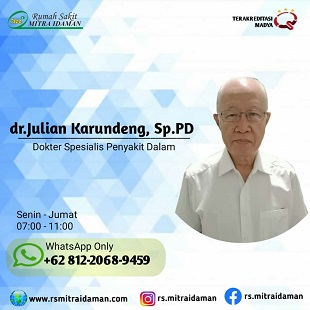 Rumah Sakit
MITRA IDAMAN
TERAKREDITASI
MADYA
dr.Julian Karundeng, Sp.PD
Dokter Spesialis Penyakit Dalam
Senin - Jumat
07:00 - 11:00
WhatsApp Only
+62 812-2068-9459
www.rsmitraidaman.com
rs.mitraidaman
rs.mitraidaman